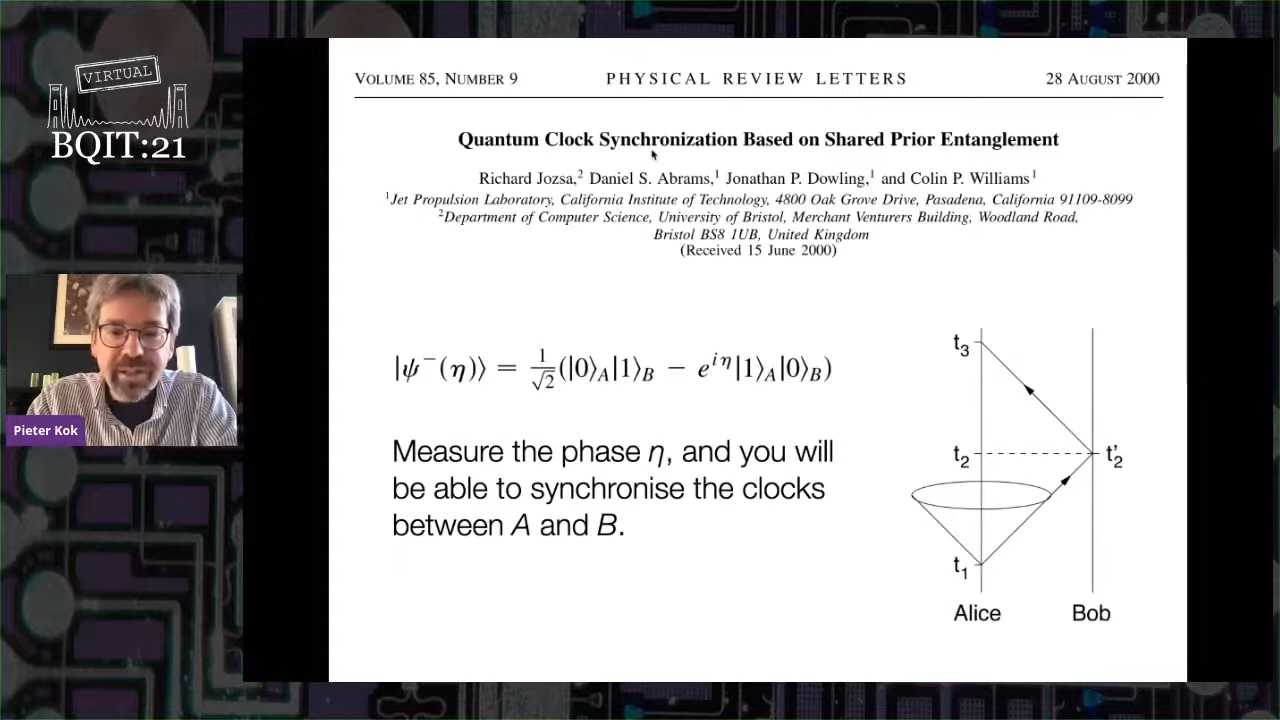 VIRTUAL
BQIT:21
Pieter Kok
VOLUME 85, NUMBER 9 PHYSICAL REVIEW LETTERS 28 AUGUST 2000
Quantum Clock Synchronization Based on Shared Prior Entanglement
Richard Jozsa,² Daniel S. Abrams,¹ Jonathan P. Dowling,¹ and Colin P. Williams¹
¹Jet Propulsion Laboratory, California Institute of Technology, 4800 Oak Grove Drive, Pasadena, California 91109-8099
²Department of Computer Science, University of Bristol, Merchant Venturers Building, Woodland Road,
Bristol BS8 1UB, United Kingdom
(Received 15 June 2000)
|ψ⁻(η)⟩ = 1/√2 (|0⟩_A|1⟩_B − e^{iη}|1⟩_A|0⟩_B)
Measure the phase η, and you will
be able to synchronise the clocks
between A and B.
t₃
t₂ t'₂
t₁
Alice Bob